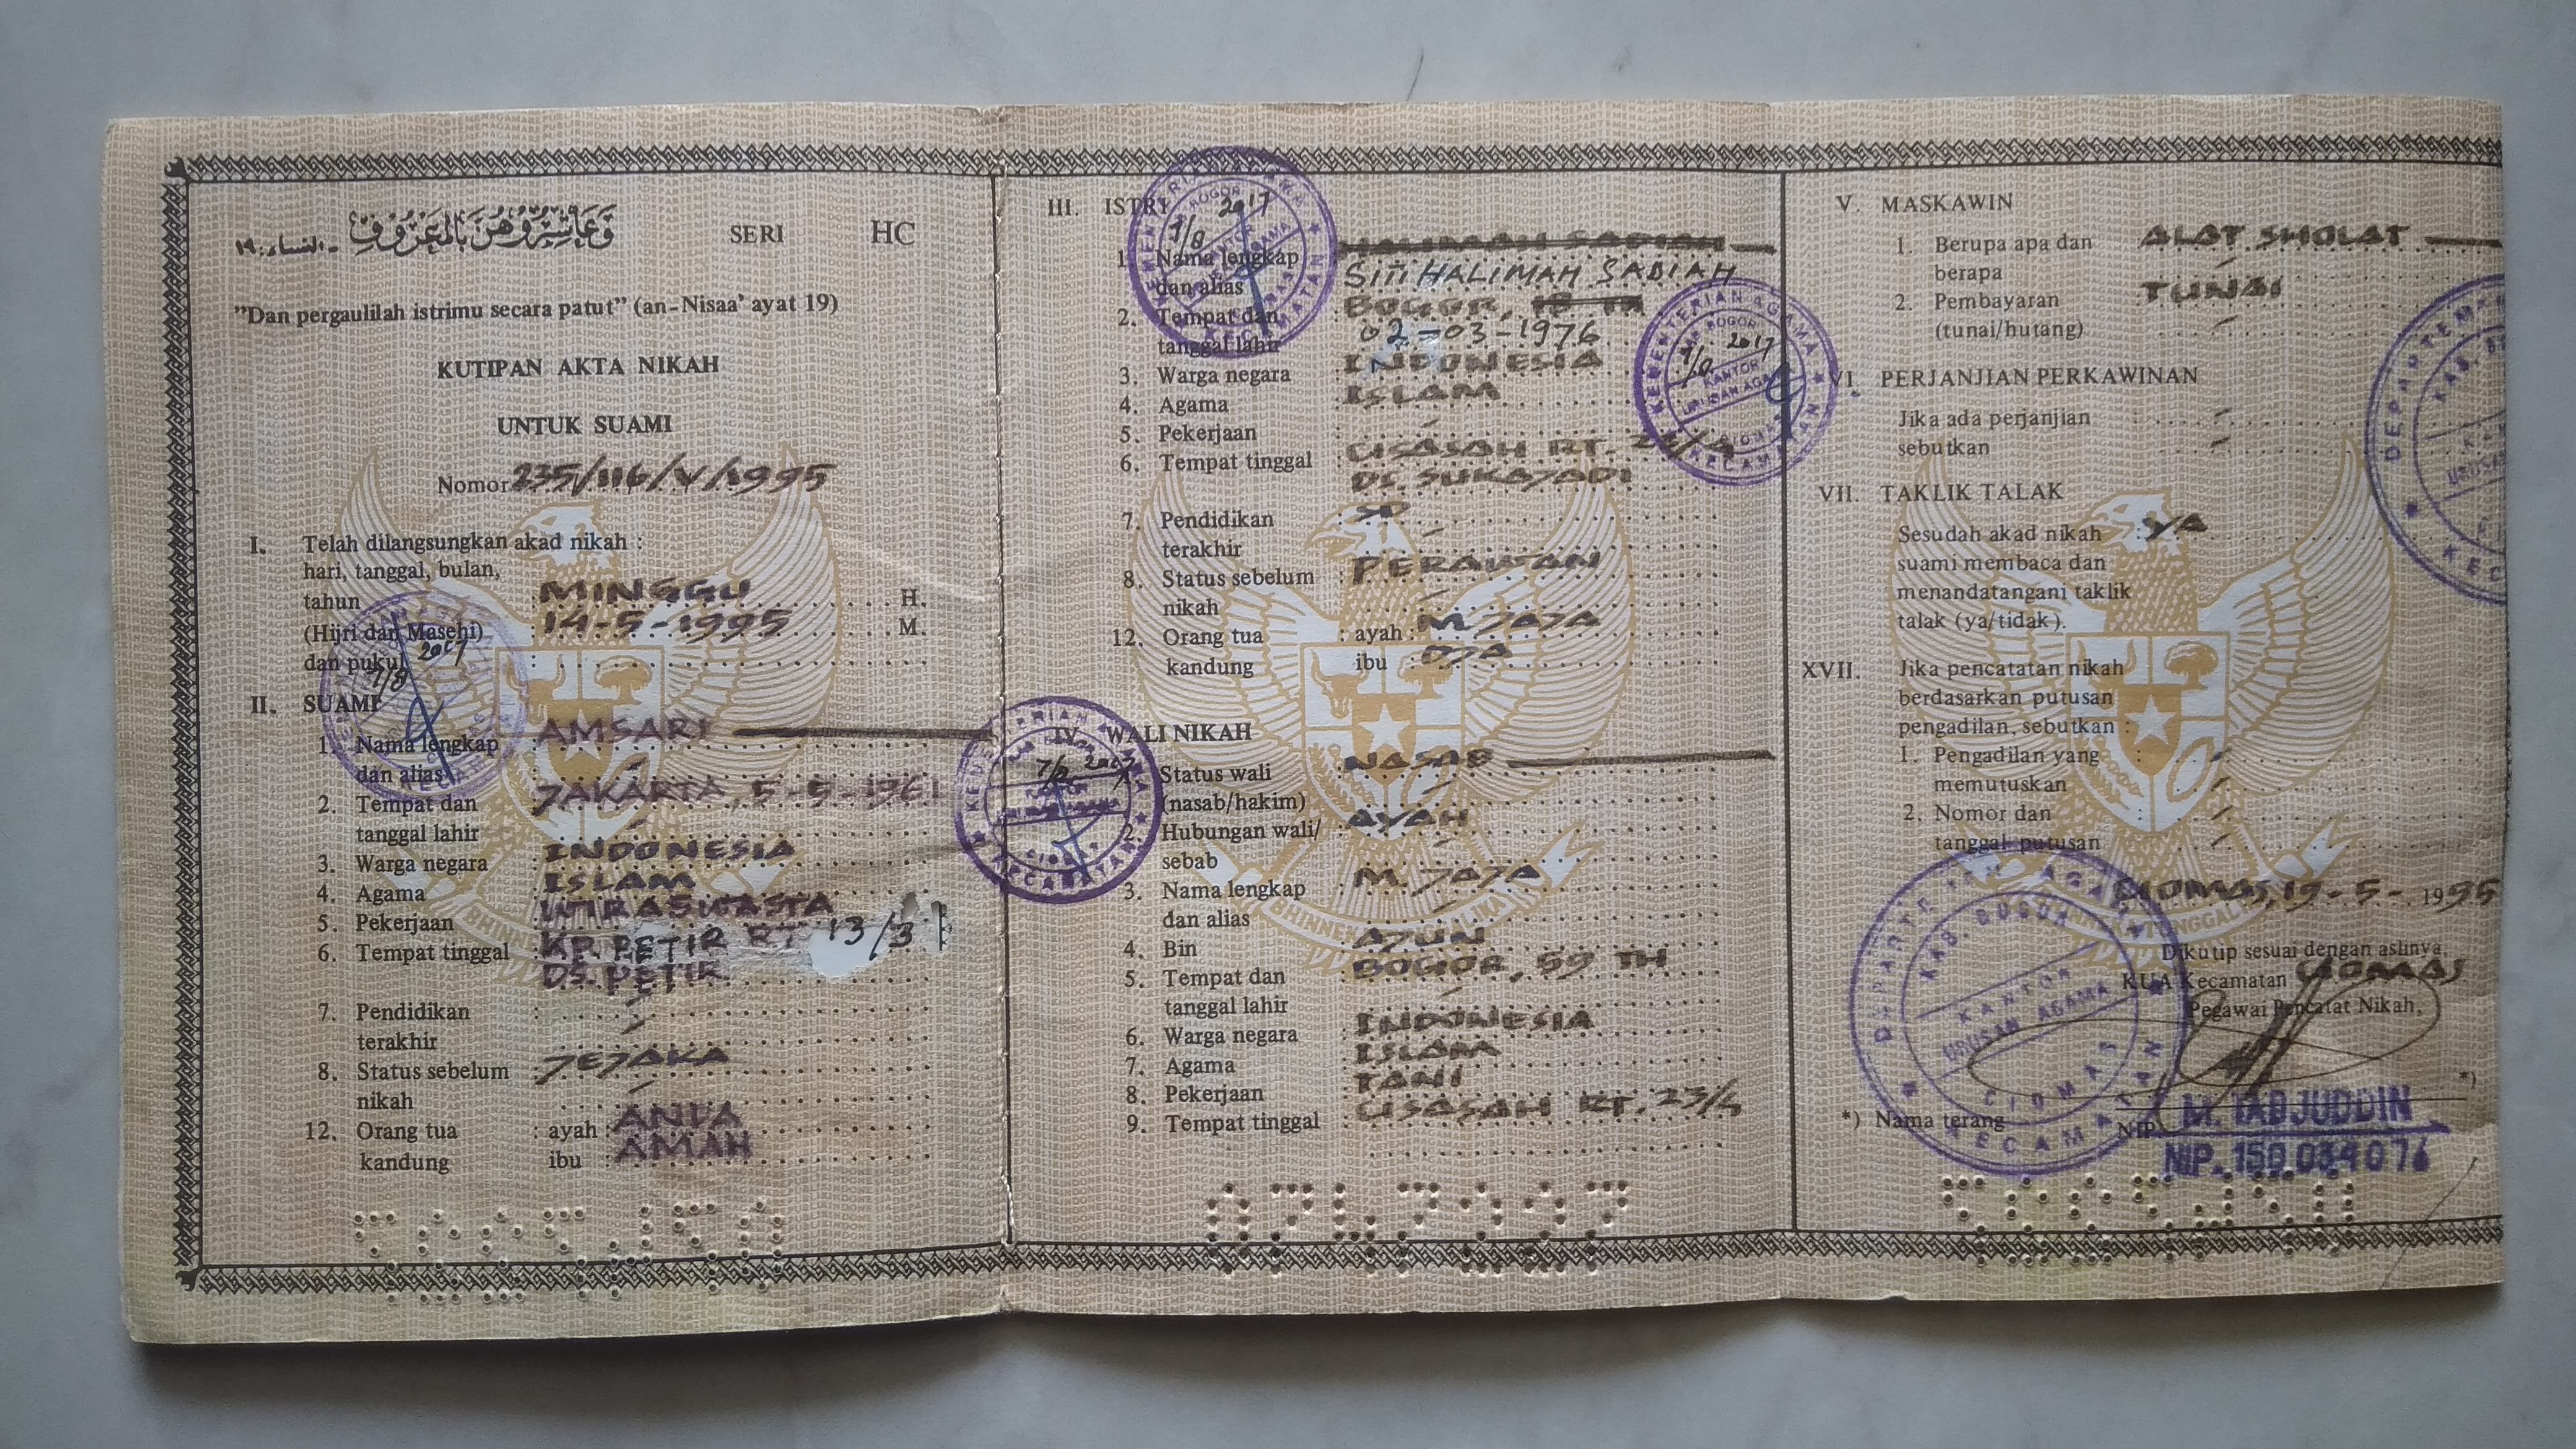 وَعَاشِرُوْهُنَّ بِالْمَعْرُوْفِ - النساء: ١٩
SERI HC
"Dan pergaulilah istrimu secara patut" (an-Nisaa' ayat 19)
KUTIPAN AKTA NIKAH
UNTUK SUAMI
Nomor 235/116/V/1995
I. Telah dilangsungkan akad nikah :
hari, tanggal, bulan,
tahun : MINGGU H.
(Hijri dan Masehi) : 14-5-1995 M.
dan pukul :
II. SUAMI
1. Nama lengkap AMSARI
dan alias
2. Tempat dan JAKARTA, 5-5-1961
tanggal lahir
3. Warga negara : INDONESIA
4. Agama : ISLAM
5. Pekerjaan : WIRASWASTA
6. Tempat tinggal : KP. PETIR RT 13/3
DS. PETIR
7. Pendidikan :
terakhir
8. Status sebelum : JEJAKA
nikah
12. Orang tua : ayah : ANTA
kandung ibu : AMAH
III. ISTRI
HALIMAH SADIAH
1. Nama lengkap
dan alias SITI HALIMAH SADIAH
2. Tempat dan : BOGOR, 18 TH
tanggal lahir 02-03-1976
3. Warga negara : INDONESIA
4. Agama : ISLAM
5. Pekerjaan :
6. Tempat tinggal : CISASAH RT.
DS. SUKAJADI
7. Pendidikan : SD
terakhir
8. Status sebelum : PERAWAN
nikah
12. Orang tua : ayah : M. JAJA
kandung ibu :
IV. WALI NIKAH
1. Status wali NASAB
(nasab/hakim)
2. Hubungan wali/ : AYAH
sebab
3. Nama lengkap : M. JAJA
dan alias
4. Bin : AJUN
5. Tempat dan : BOGOR, 59 TH
tanggal lahir
6. Warga negara : INDONESIA
7. Agama : ISLAM
8. Pekerjaan : TANI
9. Tempat tinggal : CISASAH RT. 23/4
V. MASKAWIN
1. Berupa apa dan : ALAT SHOLAT
berapa
2. Pembayaran : TUNAI
(tunai/hutang)
VI. PERJANJIAN PERKAWINAN
Jika ada perjanjian :
sebutkan
VII. TAKLIK TALAK
Sesudah akad nikah : YA
suami membaca dan
menandatangani taklik
talak (ya/tidak).
XVII. Jika pencatatan nikah
berdasarkan putusan
pengadilan, sebutkan :
1. Pengadilan yang :
memutuskan
2. Nomor dan :
tanggal putusan
CIOMAS, 19-5-1995
Dikutip sesuai dengan aslinya,
KUA Kecamatan CIOMAS
Pegawai Pencatat Nikah,
*)
*) Nama terang
M. TADJUDDIN
NIP
NIP. 150 034 076
DEPARTEMEN AGAMA
KAB. BOGOR
KANTOR
URUSAN AGAMA
CIOMAS
KECAMATAN
KEMENTERIAN AGAMA
KAB BOGOR
7/8 2017
KANTOR
URUSAN AGAMA
CIOMAS
KECAMATAN